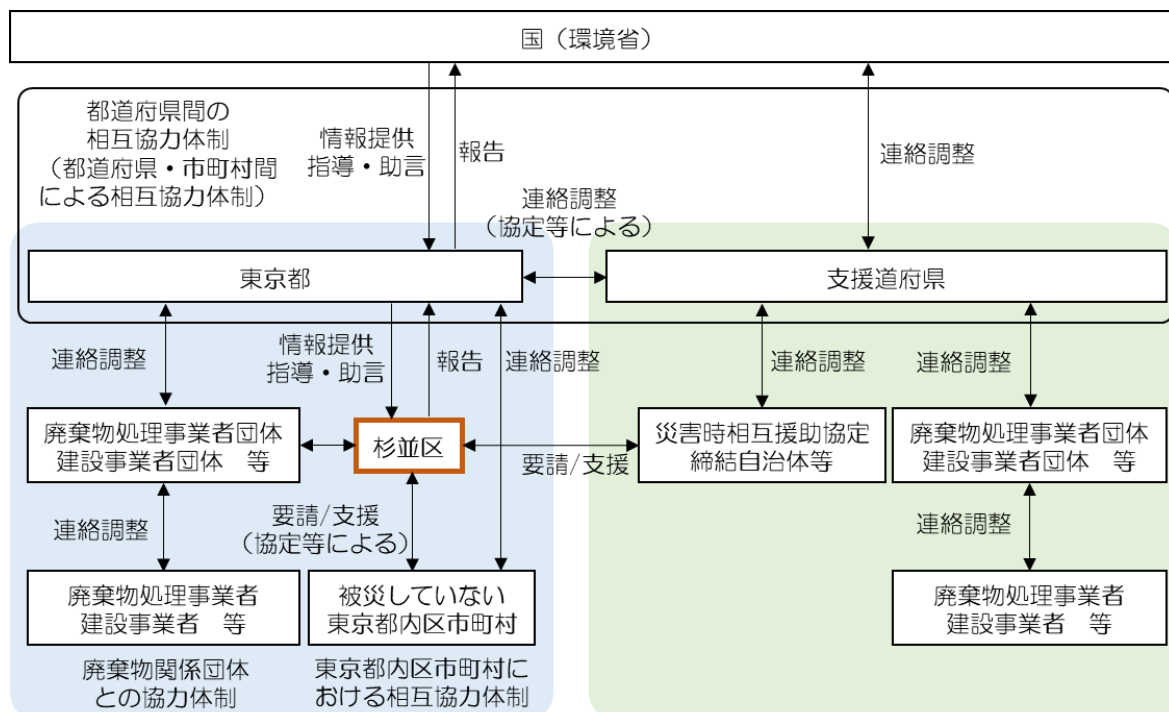 国（環境省）
都道府県間の
相互協力体制
（都道府県・市町村間
による相互協力体制）
情報提供
指導・助言
報告
連絡調整
連絡調整
（協定等による）
東京都
支援道府県
連絡調整
情報提供
指導・助言
報告
連絡調整
連絡調整
連絡調整
廃棄物処理事業者団体
建設事業者団体　等
杉並区
要請/支援
災害時相互援助協定
締結自治体等
廃棄物処理事業者団体
建設事業者団体　等
連絡調整
要請/支援
（協定等による）
連絡調整
廃棄物処理事業者
建設事業者　等
被災していない
東京都内区市町村
廃棄物処理事業者
建設事業者　等
廃棄物関係団体
との協力体制
東京都内区市町村に
おける相互協力体制